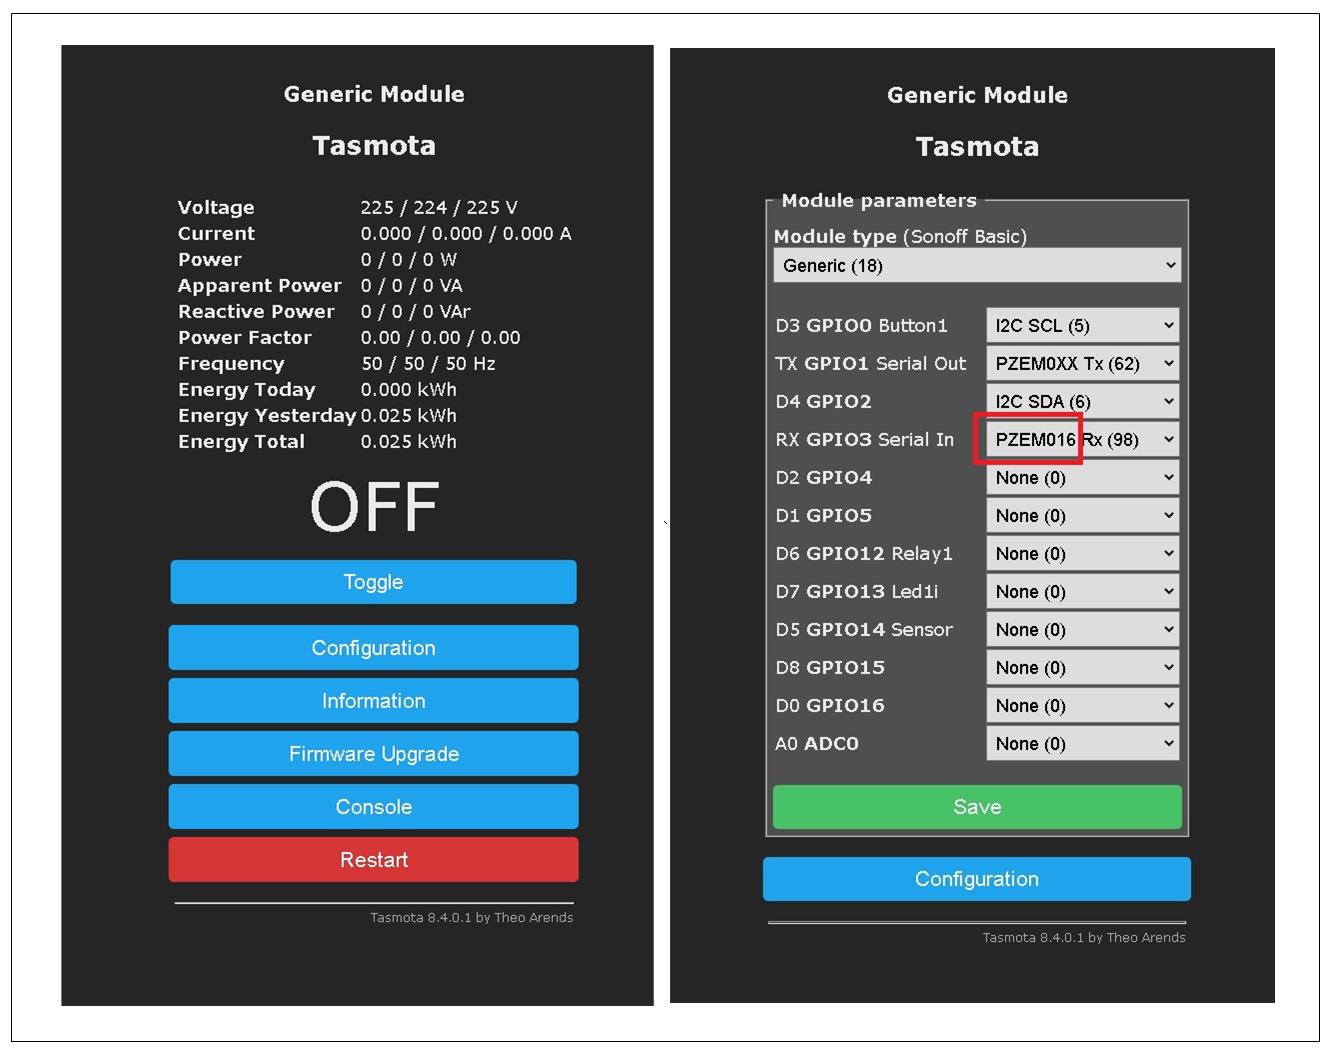 Generic Module
Tasmota
Voltage 225 / 224 / 225 V
Current 0.000 / 0.000 / 0.000 A
Power 0 / 0 / 0 W
Apparent Power 0 / 0 / 0 VA
Reactive Power 0 / 0 / 0 VAr
Power Factor 0.00 / 0.00 / 0.00
Frequency 50 / 50 / 50 Hz
Energy Today 0.000 kWh
Energy Yesterday 0.025 kWh
Energy Total 0.025 kWh
OFF
Toggle
Configuration
Information
Firmware Upgrade
Console
Restart
Tasmota 8.4.0.1 by Theo Arends
Generic Module
Tasmota
Module parameters
Module type (Sonoff Basic)
Generic (18)
D3 GPIO0 Button1 I2C SCL (5)
TX GPIO1 Serial Out PZEM0XX Tx (62)
D4 GPIO2 I2C SDA (6)
RX GPIO3 Serial In PZEM016 Rx (98)
D2 GPIO4 None (0)
D1 GPIO5 None (0)
D6 GPIO12 Relay1 None (0)
D7 GPIO13 Led1i None (0)
D5 GPIO14 Sensor None (0)
D8 GPIO15 None (0)
D0 GPIO16 None (0)
A0 ADC0 None (0)
Save
Configuration
Tasmota 8.4.0.1 by Theo Arends